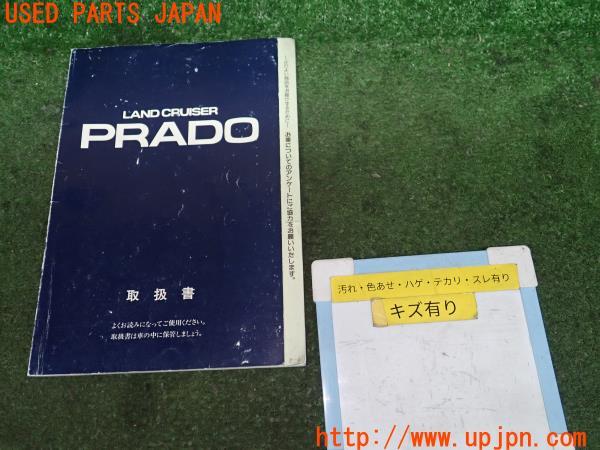 USED PARTS JAPAN
LAND CRUISER
PRADO
取扱書
よくお読みになってご使用ください。
取扱書は車の中に保管しましょう。
お車についてのアンケートにご協力をお願いいたします。
汚れ・色あせ・ハゲ・テカリ・スレ有り
キズ有り
http://www.upjpn.com/